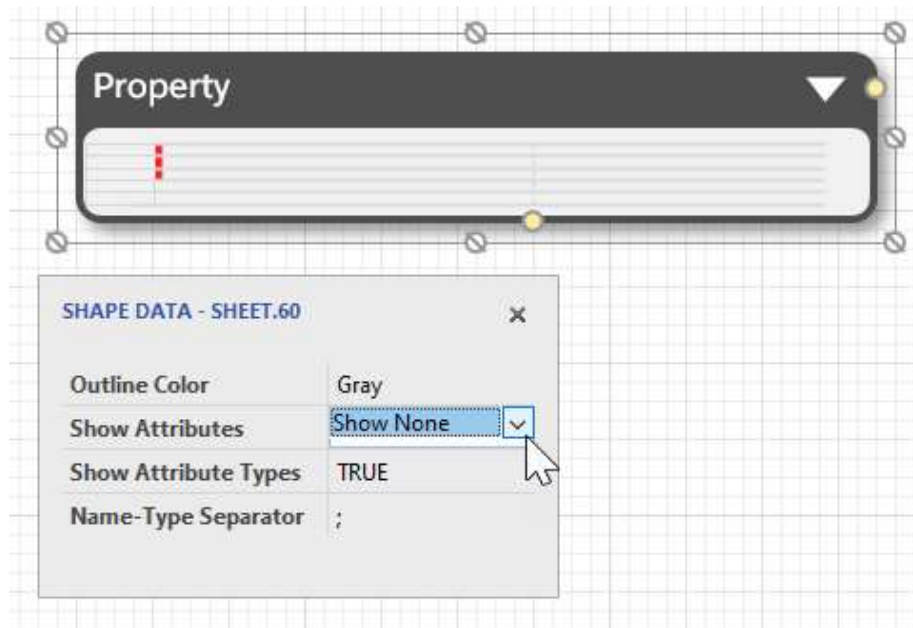 Property
SHAPE DATA - SHEET.60
Outline Color Gray
Show Attributes Show None
Show Attribute Types TRUE
Name-Type Separator ;